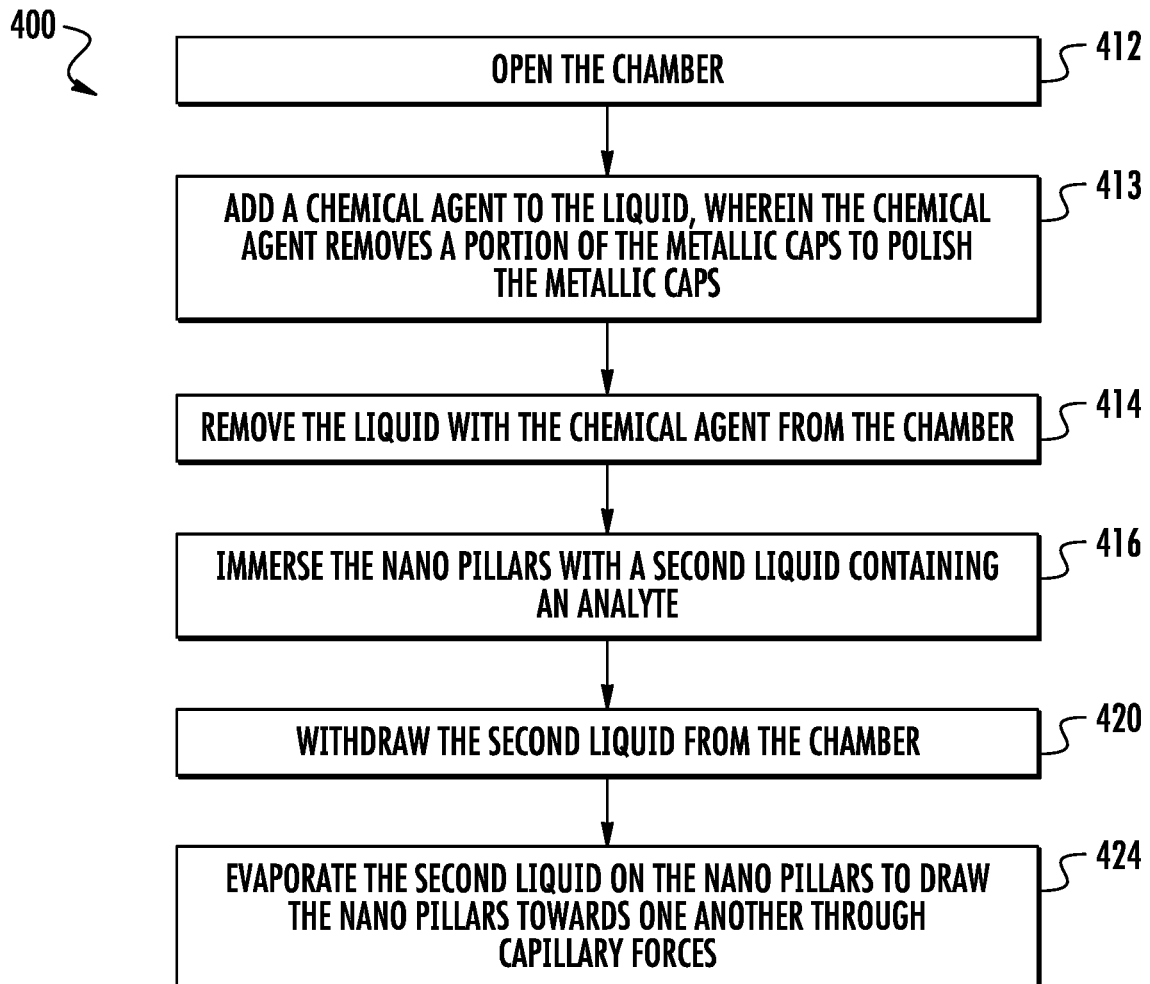 400
OPEN THE CHAMBER
412
ADD A CHEMICAL AGENT TO THE LIQUID, WHEREIN THE CHEMICAL
AGENT REMOVES A PORTION OF THE METALLIC CAPS TO POLISH
THE METALLIC CAPS
413
REMOVE THE LIQUID WITH THE CHEMICAL AGENT FROM THE CHAMBER
414
IMMERSE THE NANO PILLARS WITH A SECOND LIQUID CONTAINING
AN ANALYTE
416
WITHDRAW THE SECOND LIQUID FROM THE CHAMBER
420
EVAPORATE THE SECOND LIQUID ON THE NANO PILLARS TO DRAW
THE NANO PILLARS TOWARDS ONE ANOTHER THROUGH
CAPILLARY FORCES
424